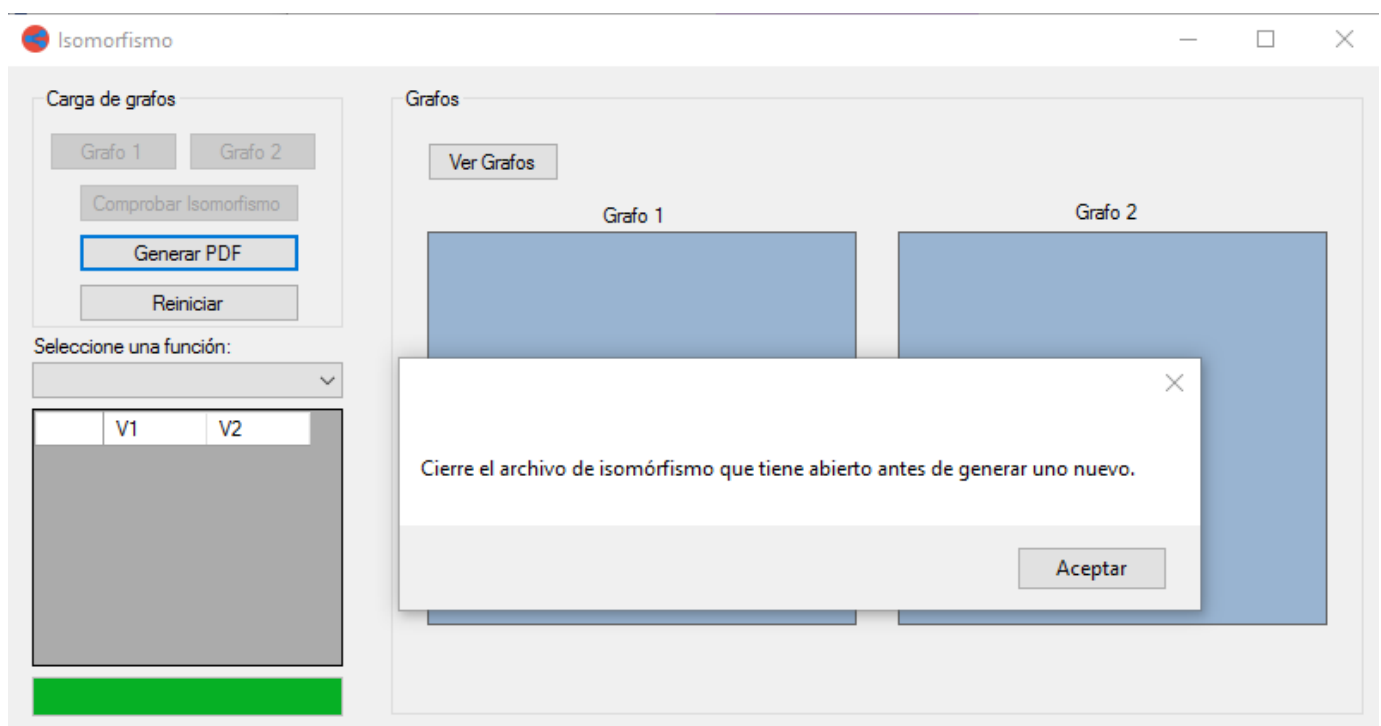 Isomorfismo
Carga de grafos
Grafo 1
Grafo 2
Comprobar Isomorfismo
Generar PDF
Reiniciar
Seleccione una función:
V1 V2
Grafos
Ver Grafos
Grafo 1
Grafo 2
Cierre el archivo de isomórfismo que tiene abierto antes de generar uno nuevo.
Aceptar